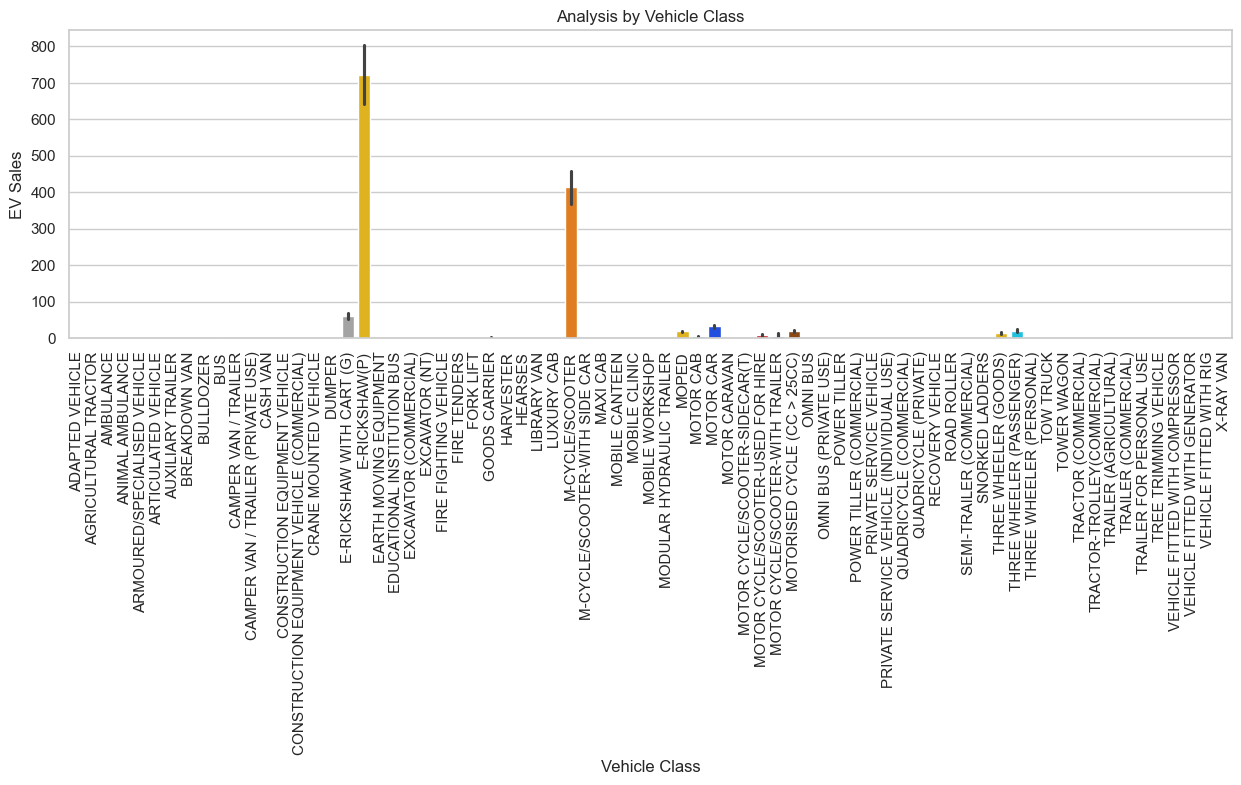 Analysis by Vehicle Class
EV Sales
800
700
600
500
400
300
200
100
0
ADAPTED VEHICLE
AGRICULTURAL TRACTOR
AMBULANCE
ANIMAL AMBULANCE
ARMOURED/SPECIALISED VEHICLE
ARTICULATED VEHICLE
AUXILIARY TRAILER
BREAKDOWN VAN
BULLDOZER
BUS
CAMPER VAN / TRAILER
CAMPER VAN / TRAILER (PRIVATE USE)
CASH VAN
CONSTRUCTION EQUIPMENT VEHICLE
CONSTRUCTION EQUIPMENT VEHICLE (COMMERCIAL)
CRANE MOUNTED VEHICLE
DUMPER
E-RICKSHAW WITH CART (G)
E-RICKSHAW(P)
EARTH MOVING EQUIPMENT
EDUCATIONAL INSTITUTION BUS
EXCAVATOR (COMMERCIAL)
EXCAVATOR (NT)
FIRE FIGHTING VEHICLE
FIRE TENDERS
FORK LIFT
GOODS CARRIER
HARVESTER
HEARSES
LIBRARY VAN
LUXURY CAB
M-CYCLE/SCOOTER
M-CYCLE/SCOOTER-WITH SIDE CAR
MAXI CAB
MOBILE CANTEEN
MOBILE CLINIC
MOBILE WORKSHOP
MODULAR HYDRAULIC TRAILER
MOPED
MOTOR CAB
MOTOR CAR
MOTOR CARAVAN
MOTOR CYCLE/SCOOTER-SIDECAR(T)
MOTOR CYCLE/SCOOTER-USED FOR HIRE
MOTOR CYCLE/SCOOTER-WITH TRAILER
MOTORISED CYCLE (CC > 25CC)
OMNI BUS
OMNI BUS (PRIVATE USE)
POWER TILLER
POWER TILLER (COMMERCIAL)
PRIVATE SERVICE VEHICLE
PRIVATE SERVICE VEHICLE (INDIVIDUAL USE)
QUADRICYCLE (COMMERCIAL)
QUADRICYCLE (PRIVATE)
RECOVERY VEHICLE
ROAD ROLLER
SEMI-TRAILER (COMMERCIAL)
SNORKED LADDERS
THREE WHEELER (GOODS)
THREE WHEELER (PASSENGER)
THREE WHEELER (PERSONAL)
TOW TRUCK
TOWER WAGON
TRACTOR (COMMERCIAL)
TRACTOR-TROLLEY(COMMERCIAL)
TRAILER (AGRICULTURAL)
TRAILER (COMMERCIAL)
TRAILER FOR PERSONAL USE
TREE TRIMMING VEHICLE
VEHICLE FITTED WITH COMPRESSOR
VEHICLE FITTED WITH GENERATOR
VEHICLE FITTED WITH RIG
X-RAY VAN
Vehicle Class